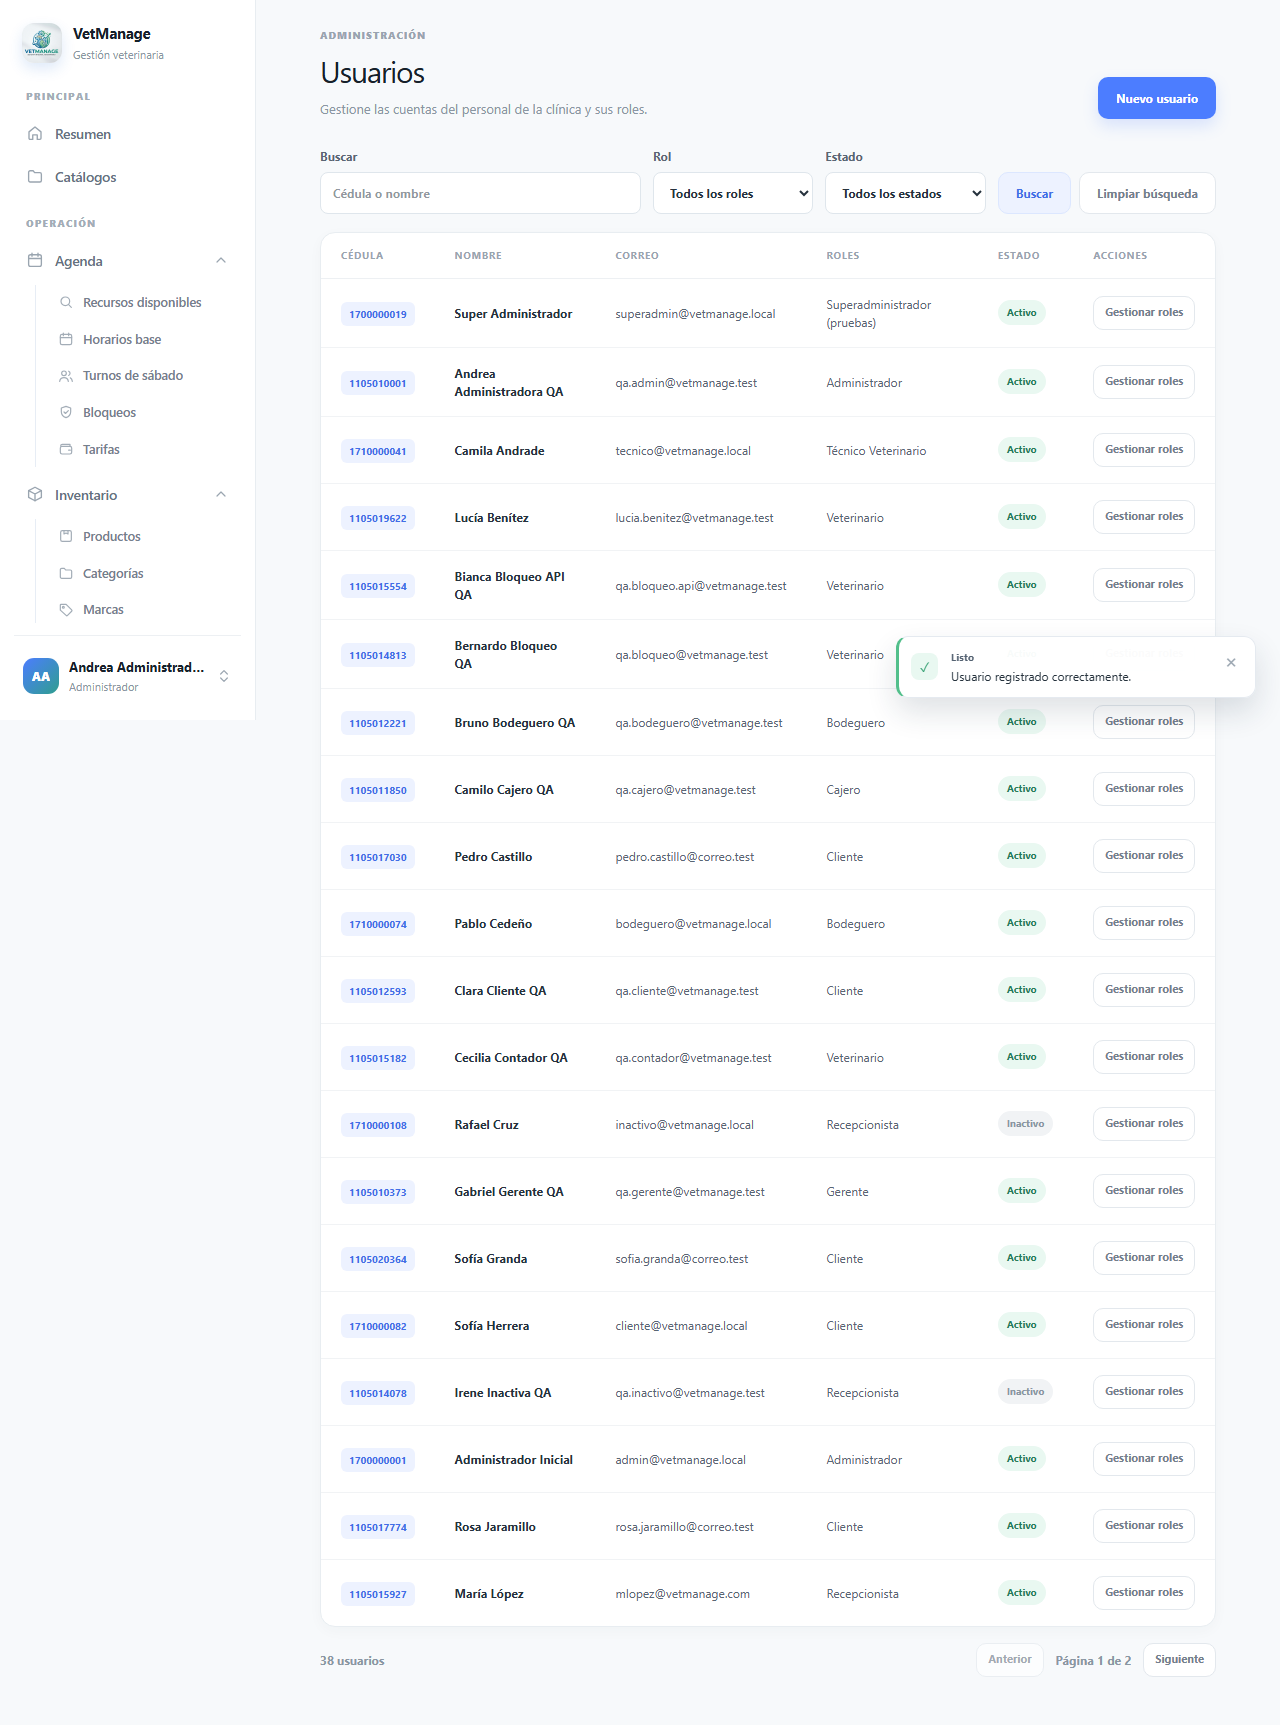 VETMANAGE
VetManage
Gestión veterinaria
PRINCIPAL
Resumen
Catálogos
OPERACIÓN
Agenda
Recursos disponibles
Horarios base
Turnos de sábado
Bloqueos
Tarifas
Inventario
Productos
Categorías
Marcas
AA
Andrea Administrad...
Administrador
ADMINISTRACIÓN
Usuarios
Gestione las cuentas del personal de la clínica y sus roles.
Nuevo usuario
Buscar Rol Estado
Cédula o nombre Todos los roles Todos los estados Buscar Limpiar búsqueda
CÉDULA NOMBRE CORREO ROLES ESTADO ACCIONES
1700000019 Super Administrador superadmin@vetmanage.local Superadministrador (pruebas) Activo Gestionar roles
1105010001 Andrea Administradora QA qa.admin@vetmanage.test Administrador Activo Gestionar roles
1710000041 Camila Andrade tecnico@vetmanage.local Técnico Veterinario Activo Gestionar roles
1105019622 Lucía Benítez lucia.benitez@vetmanage.test Veterinario Activo Gestionar roles
1105015554 Bianca Bloqueo API QA qa.bloqueo.api@vetmanage.test Veterinario Activo Gestionar roles
1105014813 Bernardo Bloqueo QA qa.bloqueo@vetmanage.test Veterinario
Listo
Usuario registrado correctamente.
1105012221 Bruno Bodeguero QA qa.bodeguero@vetmanage.test Bodeguero Activo Gestionar roles
1105011850 Camilo Cajero QA qa.cajero@vetmanage.test Cajero Activo Gestionar roles
1105017030 Pedro Castillo pedro.castillo@correo.test Cliente Activo Gestionar roles
1710000074 Pablo Cedeño bodeguero@vetmanage.local Bodeguero Activo Gestionar roles
1105012593 Clara Cliente QA qa.cliente@vetmanage.test Cliente Activo Gestionar roles
1105015182 Cecilia Contador QA qa.contador@vetmanage.test Veterinario Activo Gestionar roles
1710000108 Rafael Cruz inactivo@vetmanage.local Recepcionista Inactivo Gestionar roles
1105010373 Gabriel Gerente QA qa.gerente@vetmanage.test Gerente Activo Gestionar roles
1105020364 Sofía Granda sofia.granda@correo.test Cliente Activo Gestionar roles
1710000082 Sofía Herrera cliente@vetmanage.local Cliente Activo Gestionar roles
1105014078 Irene Inactiva QA qa.inactivo@vetmanage.test Recepcionista Inactivo Gestionar roles
1700000001 Administrador Inicial admin@vetmanage.local Administrador Activo Gestionar roles
1105017774 Rosa Jaramillo rosa.jaramillo@correo.test Cliente Activo Gestionar roles
1105015927 María López mlopez@vetmanage.com Recepcionista Activo Gestionar roles
38 usuarios Anterior Página 1 de 2 Siguiente